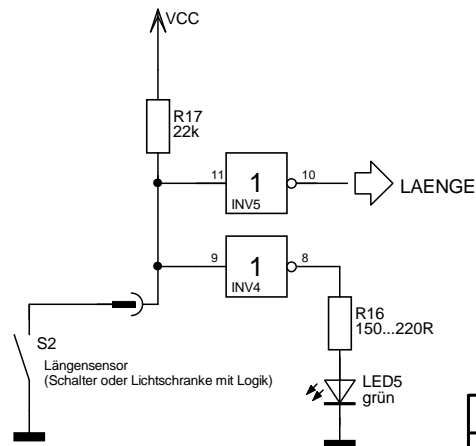 VCC
R17
22k
11
1
10
INV5
LAENGE
9
1
8
INV4
R16
150...220R
S2
Längensensor
(Schalter oder Lichtschranke mit Logik)
LED5
grün